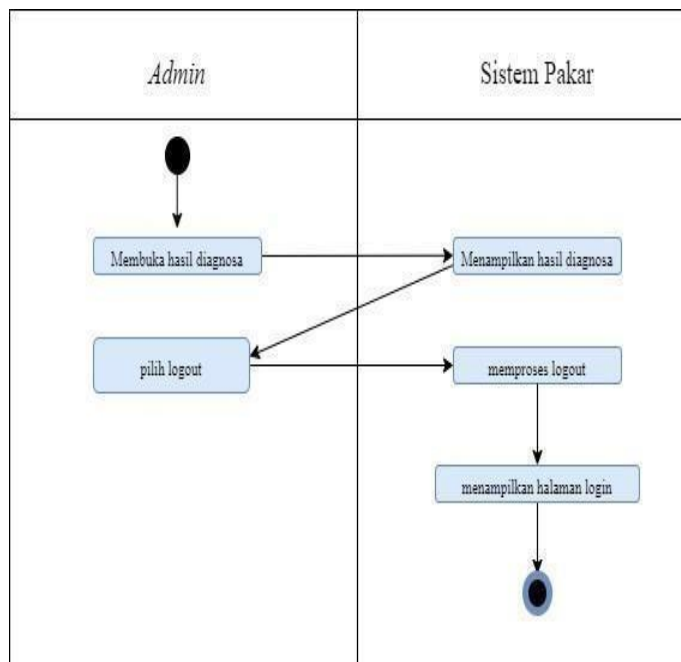 Admin
Sistem Pakar
Membuka hasil diagnosa
Menampilkan hasil diagnosa
pilih logout
memproses logout
menampilkan halaman login